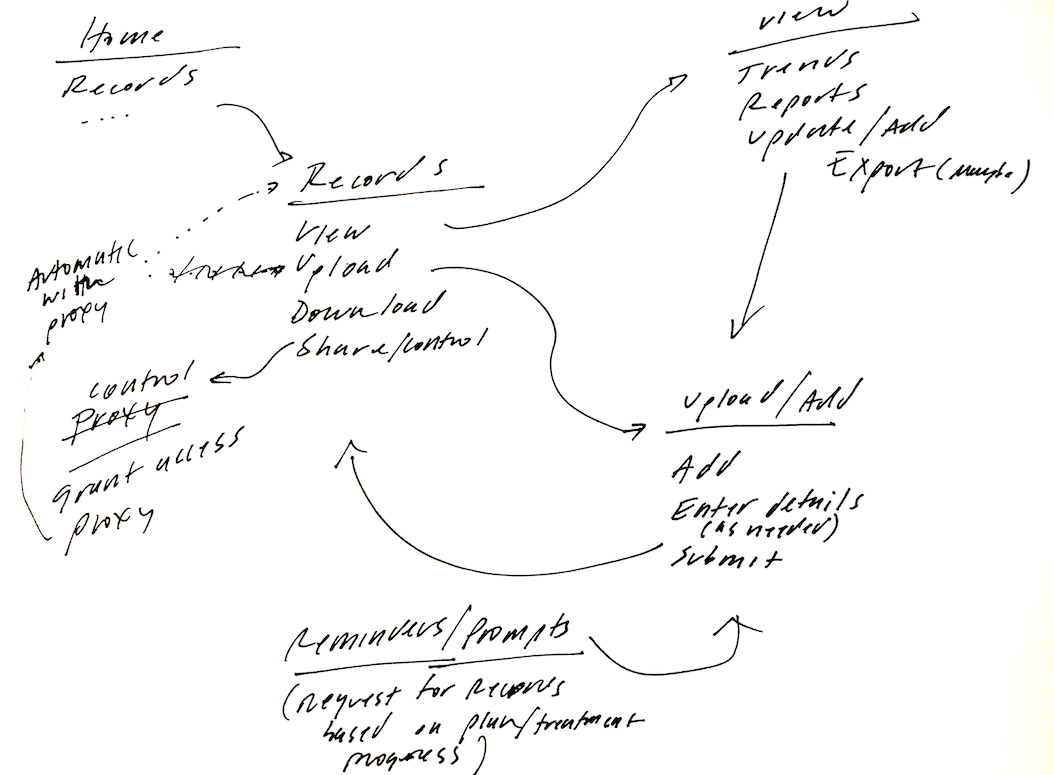 Home
Records
....
Records
View
Upload
Download
Share/control
View
Trends
Reports
Update/Add
Export (maybe)
Automatic
with
proxy
Control
Proxy
grant access
proxy
Upload/Add
Add
Enter details
(as needed)
Submit
Reminders/Prompts
(Request for Records
based on plan/treatment
progress)